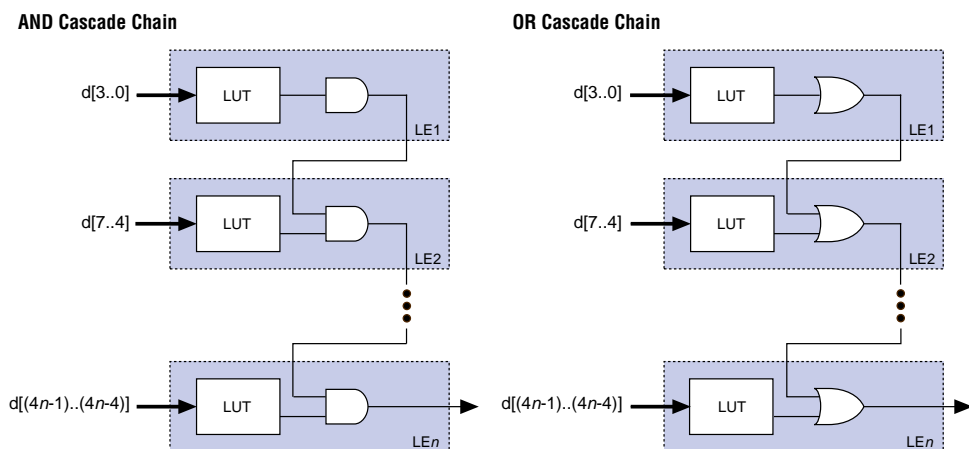 AND Cascade Chain
d[3..0]
LUT
LE1
d[7..4]
LUT
LE2
d[(4n-1)..(4n-4)]
LUT
LEn
OR Cascade Chain
d[3..0]
LUT
LE1
d[7..4]
LUT
LE2
d[(4n-1)..(4n-4)]
LUT
LEn